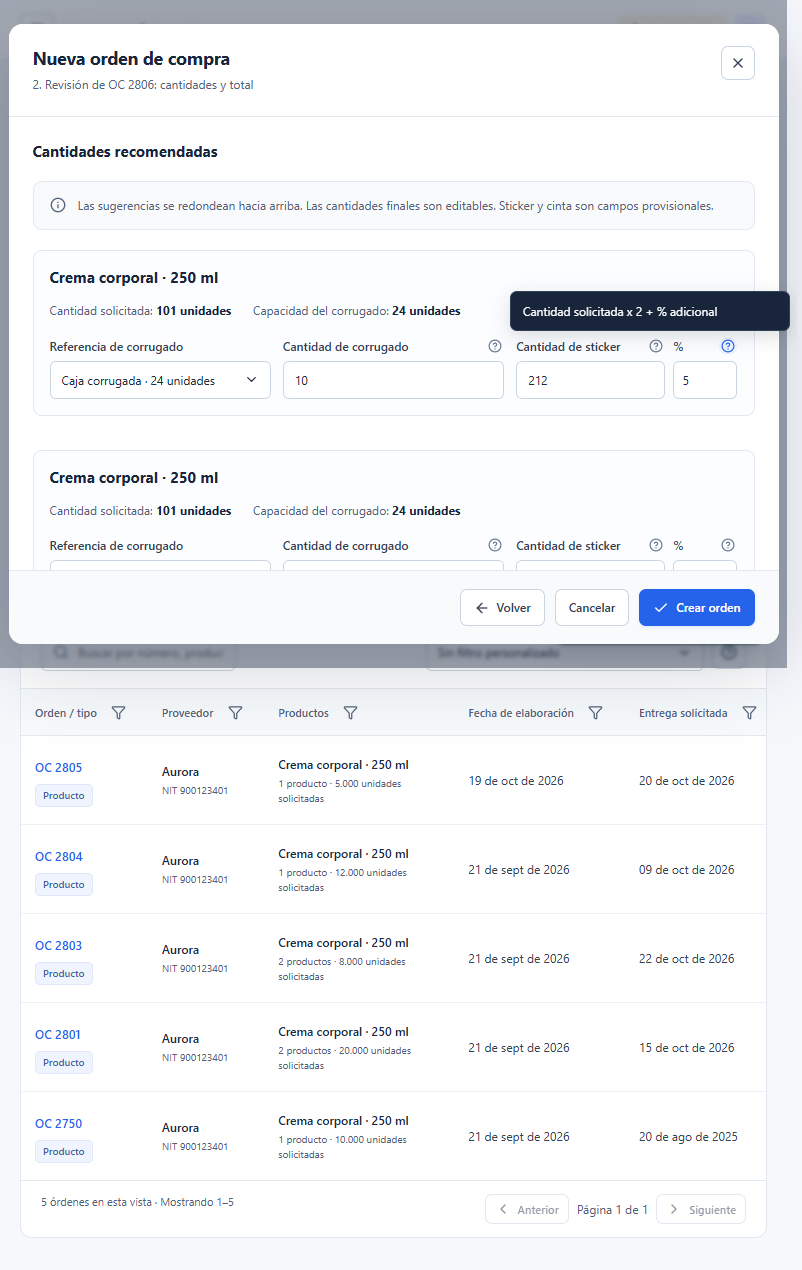 Nueva orden de compra
2. Revisión de OC 2806: cantidades y total
Cantidades recomendadas
Las sugerencias se redondean hacia arriba. Las cantidades finales son editables. Sticker y cinta son campos provisionales.
Crema corporal · 250 ml
Cantidad solicitada: 101 unidades Capacidad del corrugado: 24 unidades
Cantidad solicitada x 2 + % adicional
Referencia de corrugado Cantidad de corrugado Cantidad de sticker %
Caja corrugada · 24 unidades 10 212 5
Crema corporal · 250 ml
Cantidad solicitada: 101 unidades Capacidad del corrugado: 24 unidades
Referencia de corrugado Cantidad de corrugado Cantidad de sticker %
Volver Cancelar Crear orden
Buscar por número, produc
Sin filtro personalizado
Orden / tipo Proveedor Productos Fecha de elaboración Entrega solicitada
OC 2805 Aurora Crema corporal · 250 ml 19 de oct de 2026 20 de oct de 2026
Producto NIT 900123401 1 producto · 5.000 unidades
solicitadas
OC 2804 Aurora Crema corporal · 250 ml 21 de sept de 2026 09 de oct de 2026
Producto NIT 900123401 1 producto · 12.000 unidades
solicitadas
OC 2803 Aurora Crema corporal · 250 ml 21 de sept de 2026 22 de oct de 2026
Producto NIT 900123401 2 productos · 8.000 unidades
solicitadas
OC 2801 Aurora Crema corporal · 250 ml 21 de sept de 2026 15 de oct de 2026
Producto NIT 900123401 2 productos · 20.000 unidades
solicitadas
OC 2750 Aurora Crema corporal · 250 ml 21 de sept de 2026 20 de ago de 2025
Producto NIT 900123401 1 producto · 10.000 unidades
solicitadas
5 órdenes en esta vista · Mostrando 1–5 Anterior Página 1 de 1 Siguiente